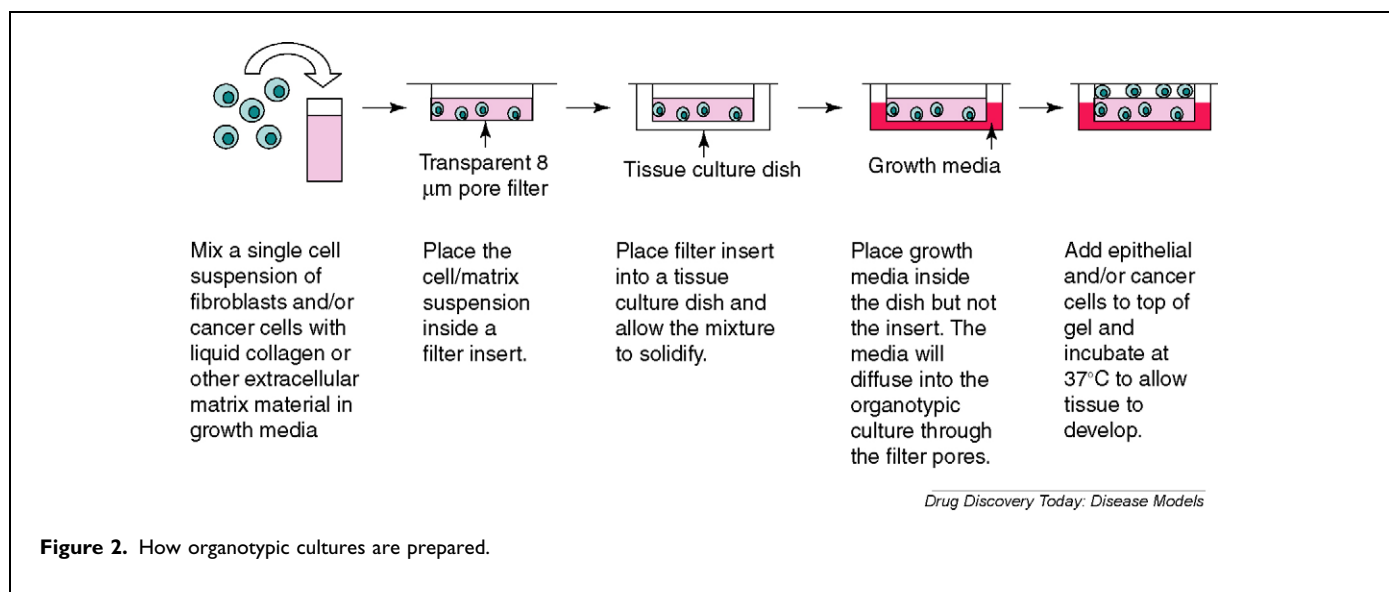 Transparent 8
μm pore filter
Tissue culture dish
Growth media
Mix a single cell
suspension of
fibroblasts and/or
cancer cells with
liquid collagen or
other extracellular
matrix material in
growth media
Place the
cell/matrix
suspension
inside a
filter insert.
Place filter insert
into a tissue
culture dish and
allow the mixture
to solidify.
Place growth
media inside
the dish but not
the insert. The
media will
diffuse into the
organotypic
culture through
the filter pores.
Add epithelial
and/or cancer
cells to top of
gel and
incubate at
37°C to allow
tissue to
develop.
Drug Discovery Today: Disease Models
Figure 2. How organotypic cultures are prepared.